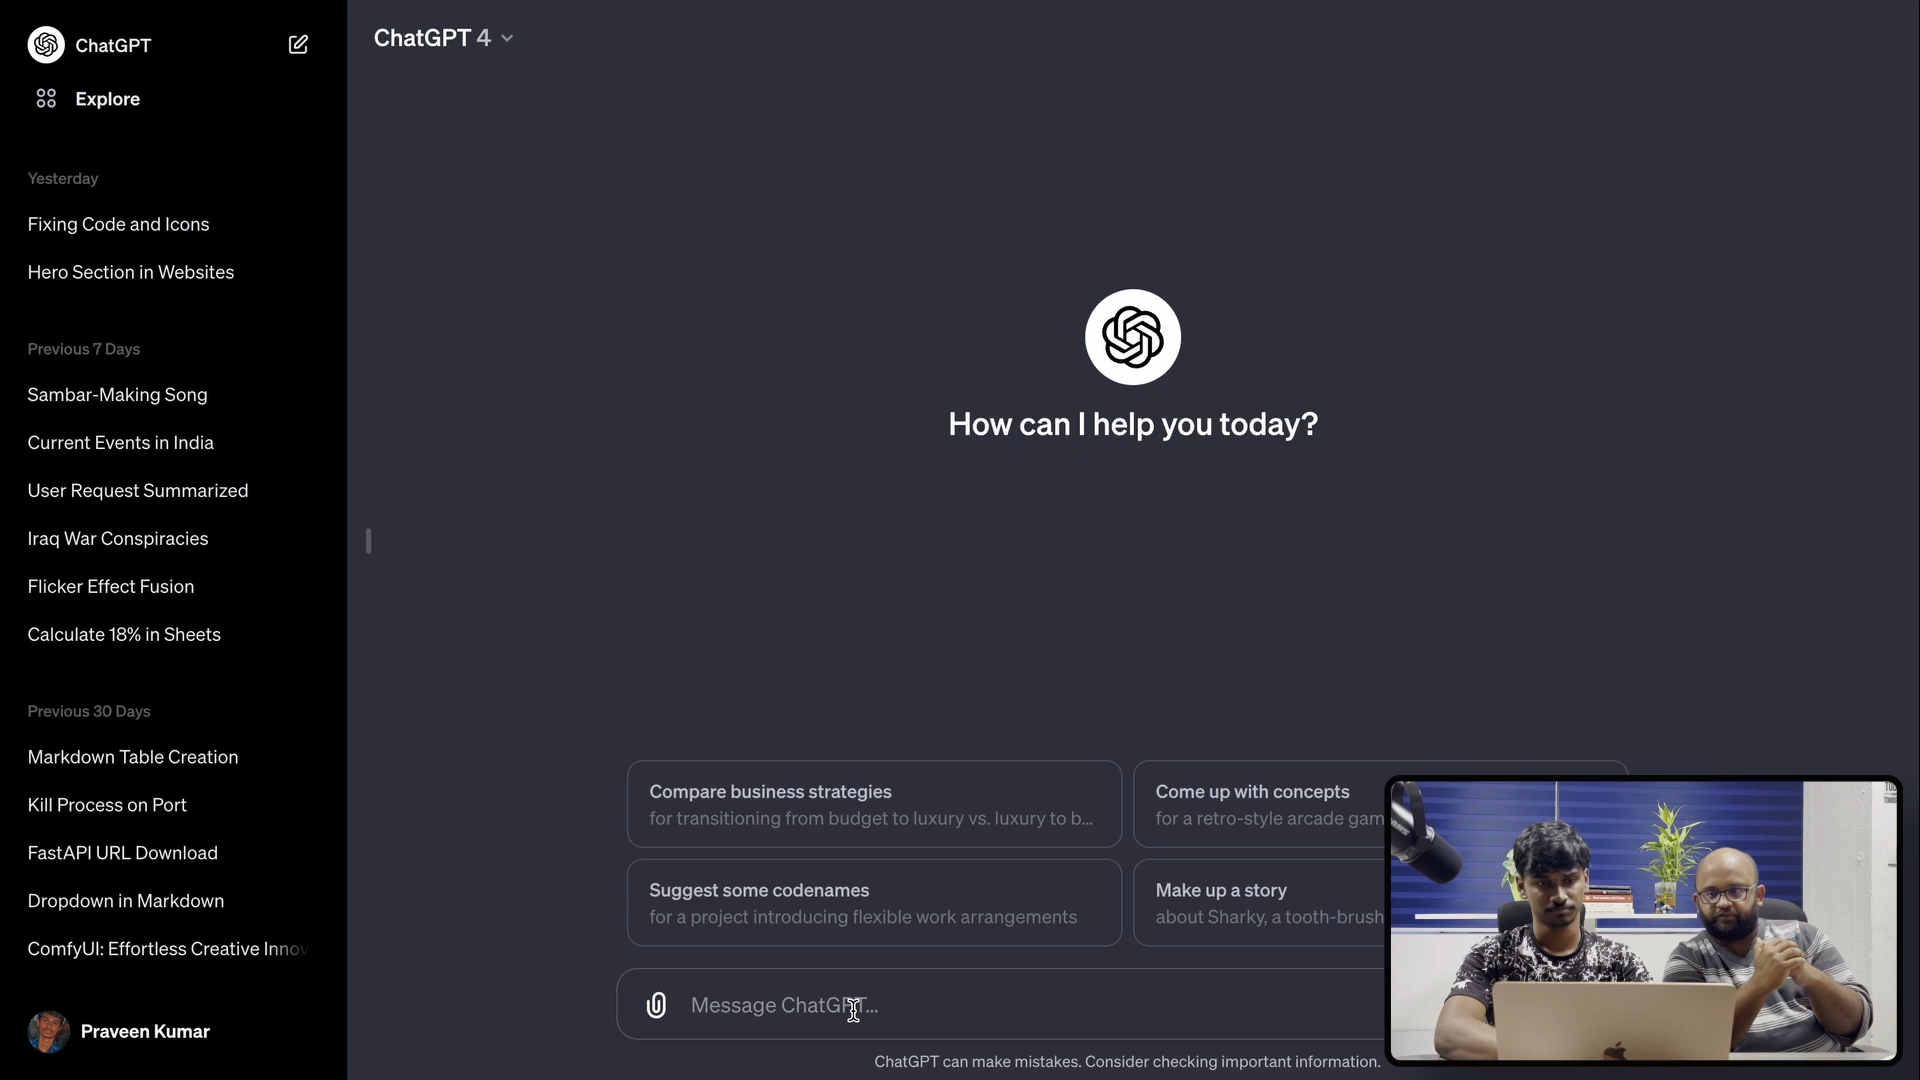 ChatGPT
Explore
Yesterday
Fixing Code and Icons
Hero Section in Websites
Previous 7 Days
Sambar-Making Song
Current Events in India
User Request Summarized
Iraq War Conspiracies
Flicker Effect Fusion
Calculate 18% in Sheets
Previous 30 Days
Markdown Table Creation
Kill Process on Port
FastAPI URL Download
Dropdown in Markdown
ComfyUI: Effortless Creative Innov
Praveen Kumar
ChatGPT 4
How can I help you today?
Compare business strategies
for transitioning from budget to luxury vs. luxury to b...
Come up with concepts
for a retro-style arcade gam
Suggest some codenames
for a project introducing flexible work arrangements
Make up a story
about Sharky, a tooth-brush
Message ChatGPT...
ChatGPT can make mistakes. Consider checking important information.